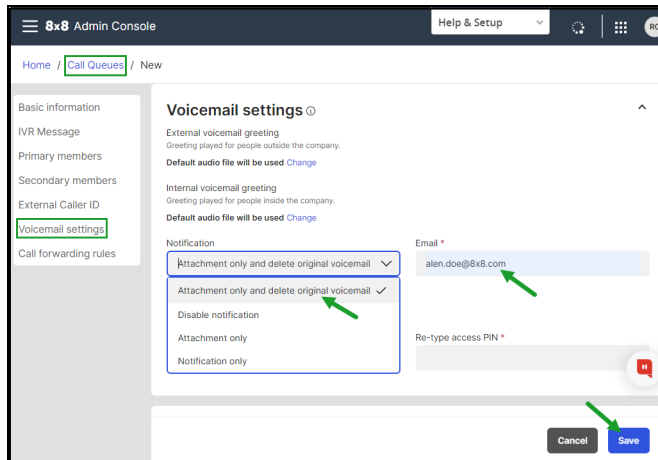 8x8 Admin Console
Help & Setup
RC
Home / Call Queues / New
Basic information
IVR Message
Primary members
Secondary members
External Caller ID
Voicemail settings
Call forwarding rules
Voicemail settings
External voicemail greeting
Greeting played for people outside the company.
Default audio file will be used Change
Internal voicemail greeting
Greeting played for people inside the company.
Default audio file will be used Change
Notification
Attachment only and delete original voicemail
Attachment only and delete original voicemail
Disable notification
Attachment only
Notification only
Email *
alen.doe@8x8.com
Re-type access PIN *
Cancel
Save